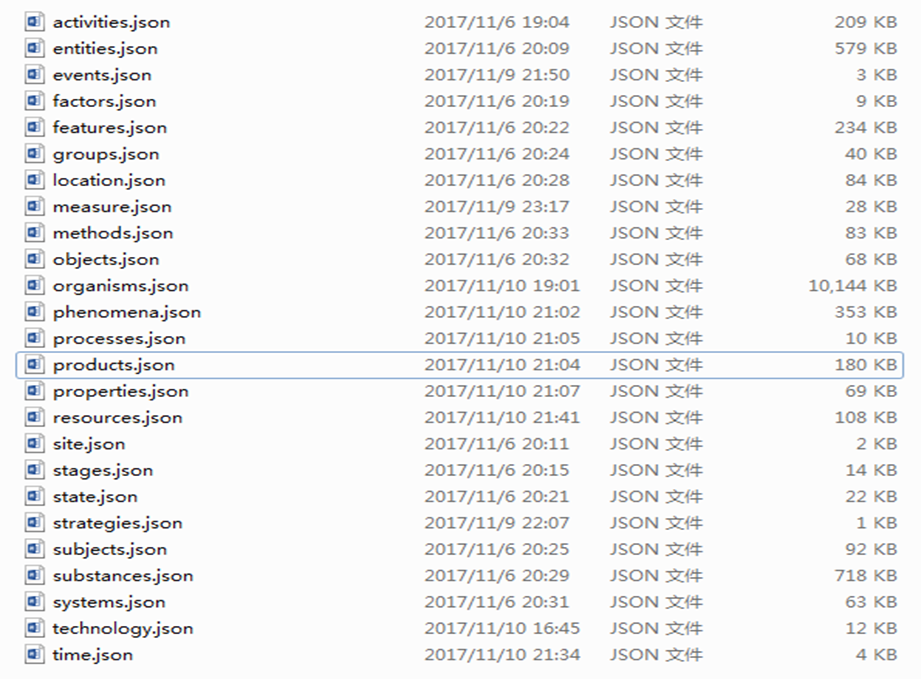 activities.json 2017/11/6 19:04 JSON 文件 209 KB
entities.json 2017/11/6 20:09 JSON 文件 579 KB
events.json 2017/11/9 21:50 JSON 文件 3 KB
factors.json 2017/11/6 20:19 JSON 文件 9 KB
features.json 2017/11/6 20:22 JSON 文件 234 KB
groups.json 2017/11/6 20:24 JSON 文件 40 KB
location.json 2017/11/6 20:28 JSON 文件 84 KB
measure.json 2017/11/9 23:17 JSON 文件 28 KB
methods.json 2017/11/6 20:33 JSON 文件 83 KB
objects.json 2017/11/6 20:32 JSON 文件 68 KB
organisms.json 2017/11/10 19:01 JSON 文件 10,144 KB
phenomena.json 2017/11/10 21:02 JSON 文件 353 KB
processes.json 2017/11/10 21:05 JSON 文件 10 KB
products.json 2017/11/10 21:04 JSON 文件 180 KB
properties.json 2017/11/10 21:07 JSON 文件 69 KB
resources.json 2017/11/10 21:41 JSON 文件 108 KB
site.json 2017/11/6 20:11 JSON 文件 2 KB
stages.json 2017/11/6 20:15 JSON 文件 14 KB
state.json 2017/11/6 20:21 JSON 文件 22 KB
strategies.json 2017/11/9 22:07 JSON 文件 1 KB
subjects.json 2017/11/6 20:25 JSON 文件 92 KB
substances.json 2017/11/6 20:29 JSON 文件 718 KB
systems.json 2017/11/6 20:31 JSON 文件 63 KB
technology.json 2017/11/10 16:45 JSON 文件 12 KB
time.json 2017/11/10 21:34 JSON 文件 4 KB